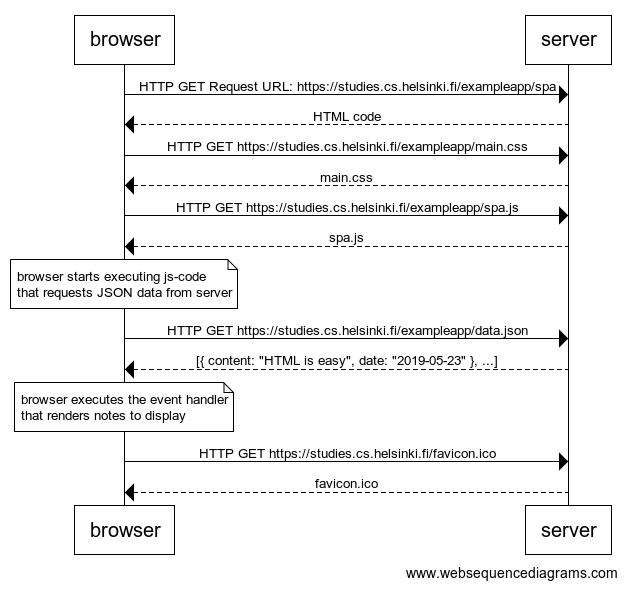 browser
server
HTTP GET Request URL: https://studies.cs.helsinki.fi/exampleapp/spa
HTML code
HTTP GET https://studies.cs.helsinki.fi/exampleapp/main.css
main.css
HTTP GET https://studies.cs.helsinki.fi/exampleapp/spa.js
spa.js
browser starts executing js-code
that requests JSON data from server
HTTP GET https://studies.cs.helsinki.fi/exampleapp/data.json
[{ content: "HTML is easy", date: "2019-05-23" }, ...]
browser executes the event handler
that renders notes to display
HTTP GET https://studies.cs.helsinki.fi/favicon.ico
favicon.ico
browser
server
www.websequencediagrams.com